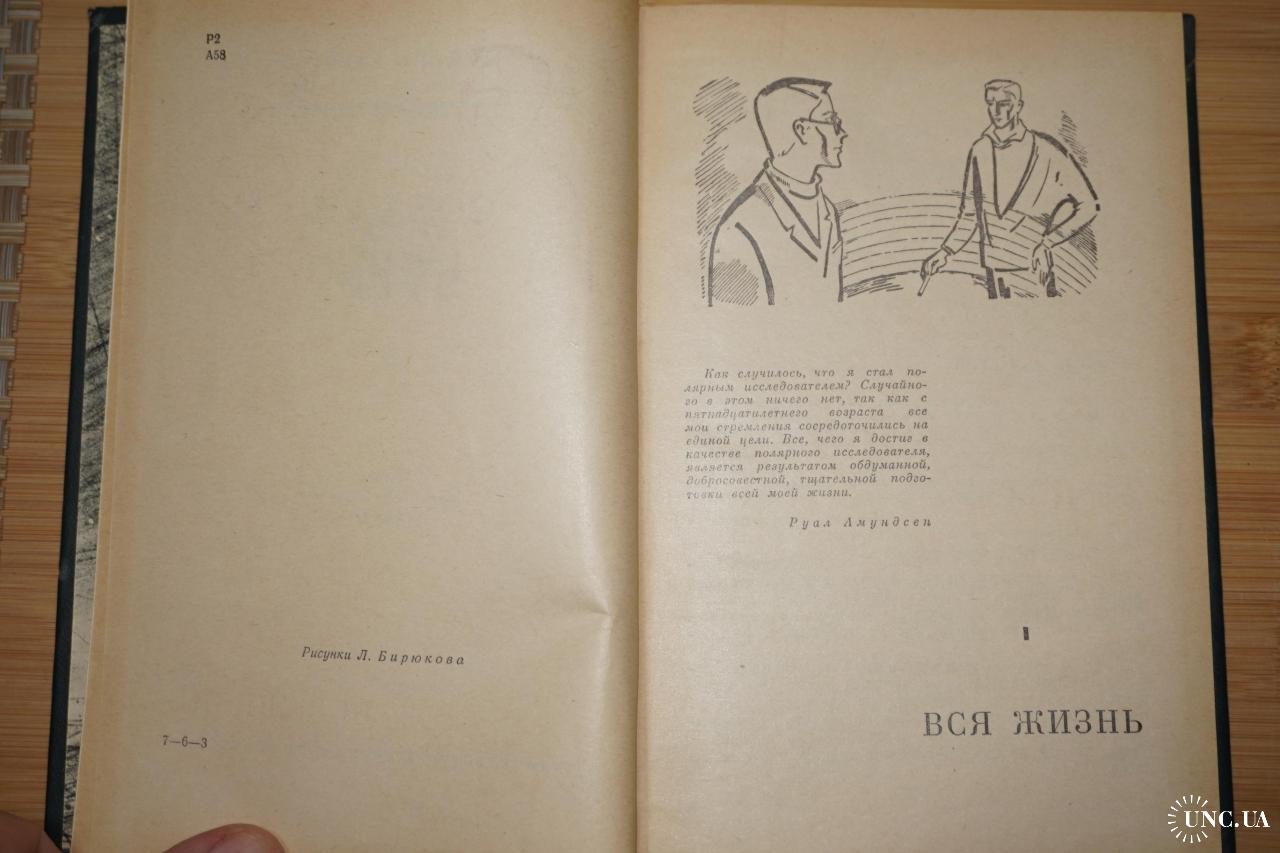 Р2
А58
Рисунки Л. Бирюкова
7—6—3
Как случилось, что я стал по-
лярным исследователем? Случайно-
го в этом ничего нет, так как с
пятнадцатилетнего возраста все
мои стремления сосредоточились на
единой цели. Все, чего я достиг в
качестве полярного исследователя,
является результатом обдуманной,
добросовестной, тщательной подго-
товки всей моей жизни.
Руал Амундсен
I
ВСЯ ЖИЗНЬ
UNC.UA